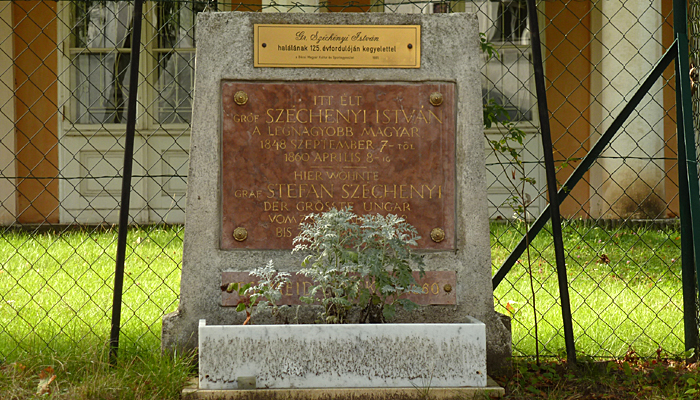 Gr. Széchenyi István
halálának 125. évfordulóján kegyelettel
ITT ÉLT
GRÓF SZÉCHENYI ISTVÁN
A LEGNAGYOBB MAGYAR
1848 SZEPTEMBER 7-TŐL
1860 ÁPRILIS 8-IG
HIER WOHNTE
GRAF STEFAN SZÉCHENYI
DER GRÖSSTE UNGAR
VOM
BIS